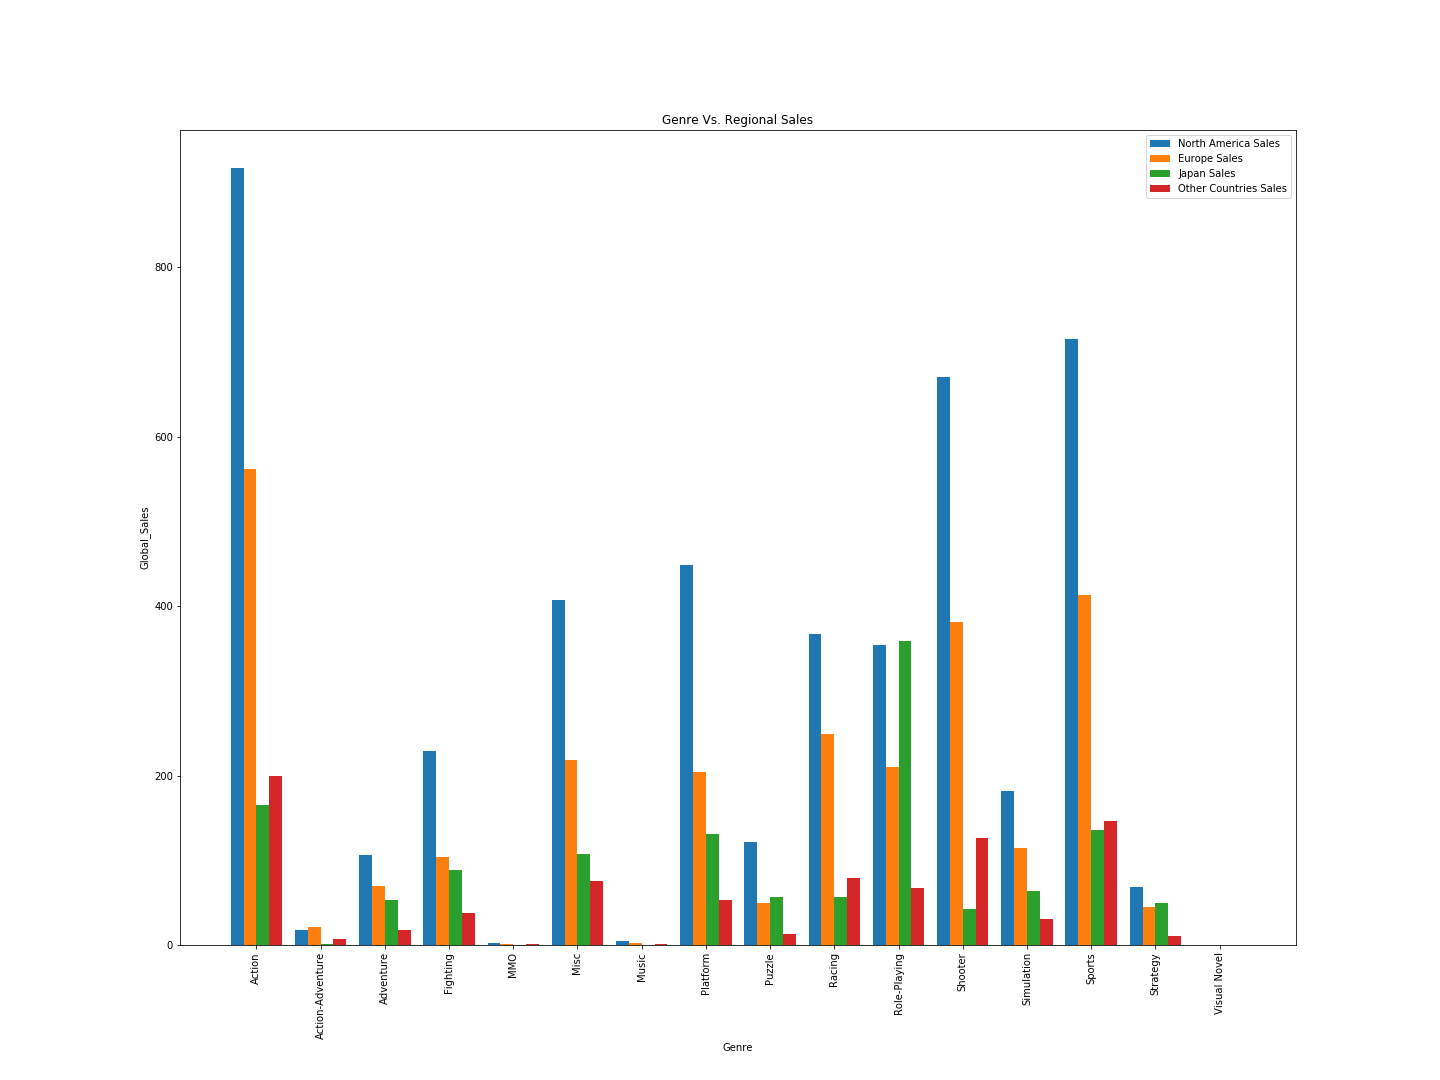 Genre Vs. Regional Sales
North America Sales
Europe Sales
Japan Sales
Other Countries Sales
800
600
400
200
0
Global_Sales
Action
Action-Adventure
Adventure
Fighting
MMO
Misc
Music
Platform
Puzzle
Racing
Role-Playing
Shooter
Simulation
Sports
Strategy
Visual Novel
Genre